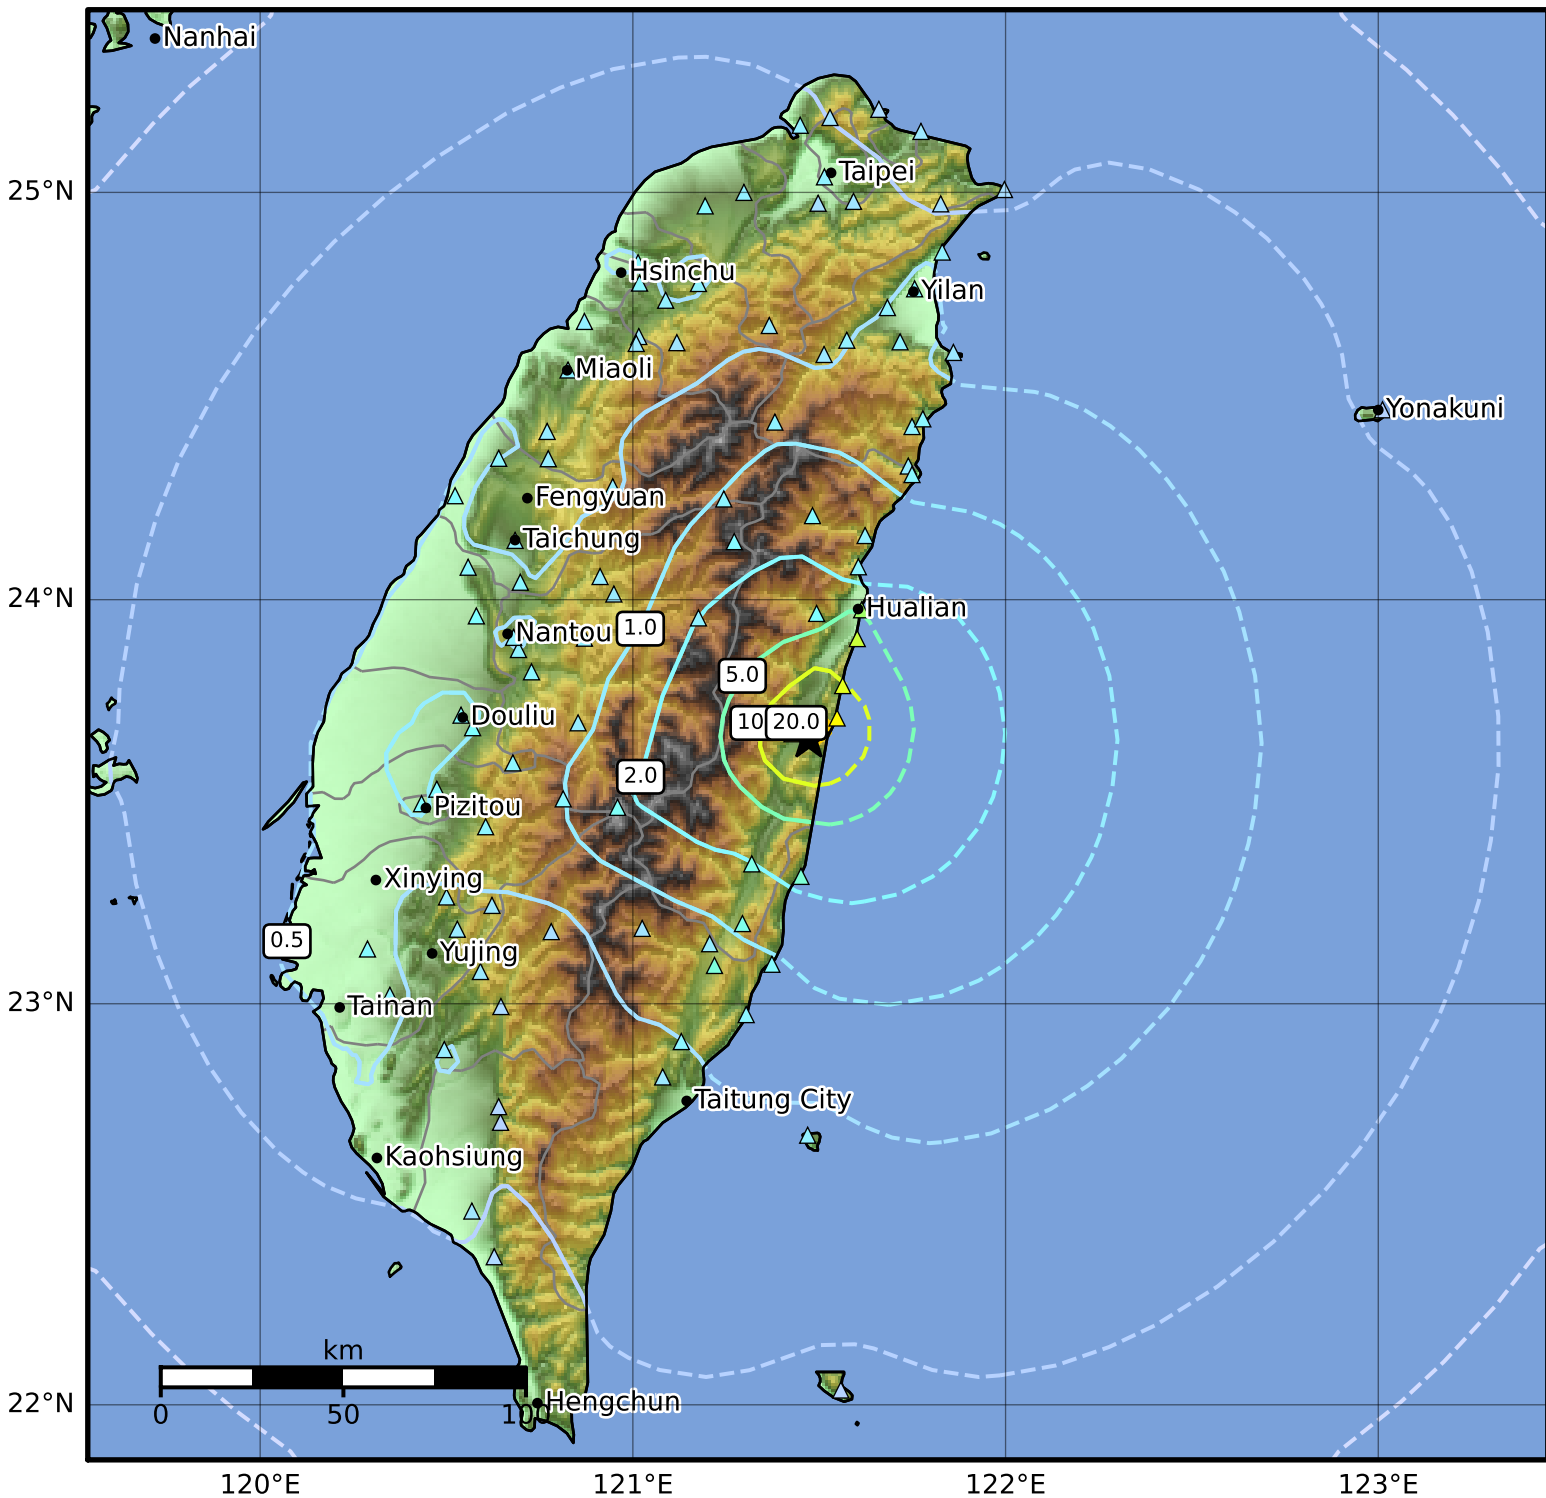 Nanhai
Taipei
25°N
Hsinchu
Yilan
Miaoli
Yonakuni
Fengyuan
Taichung
24°N
Hualian
1.0
Nantou
5.0
Douliu
10
20.0
2.0
Pizitou
Xinying
0.5
Yujing
23°N
Tainan
Taitung City
Kaohsiung
km
22°N
Hengchun
0
50
100
120°E
121°E
122°E
123°E